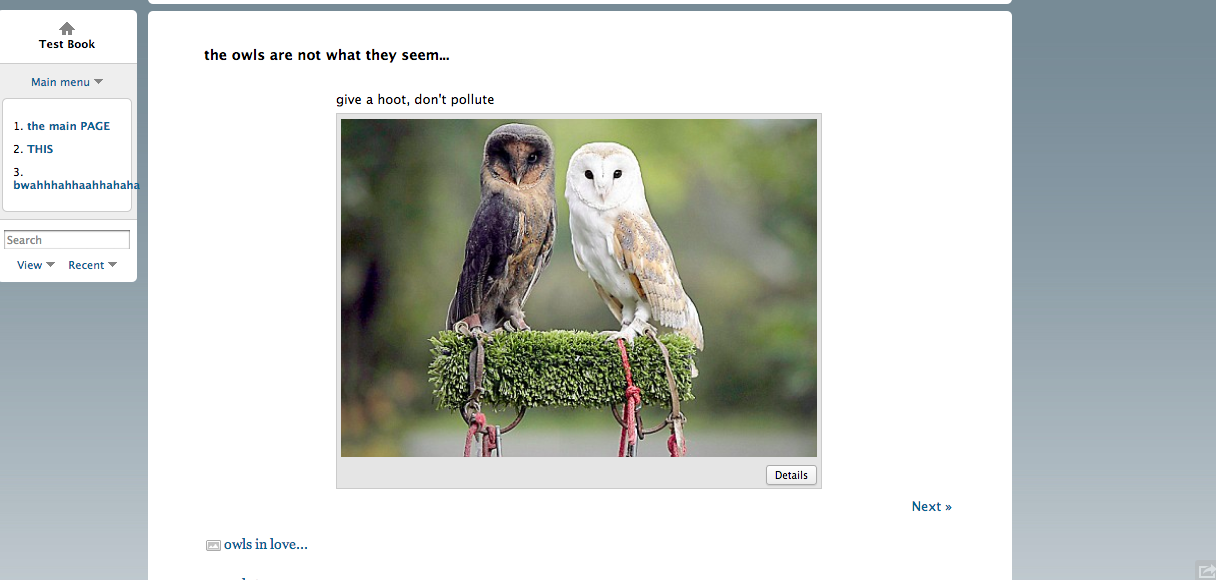 Test Book
Main menu
1. the main PAGE
2. THIS
3.
bwahhhahhaahhahaha
Search
View
Recent
the owls are not what they seem...
give a hoot, don't pollute
Details
Next »
owls in love...